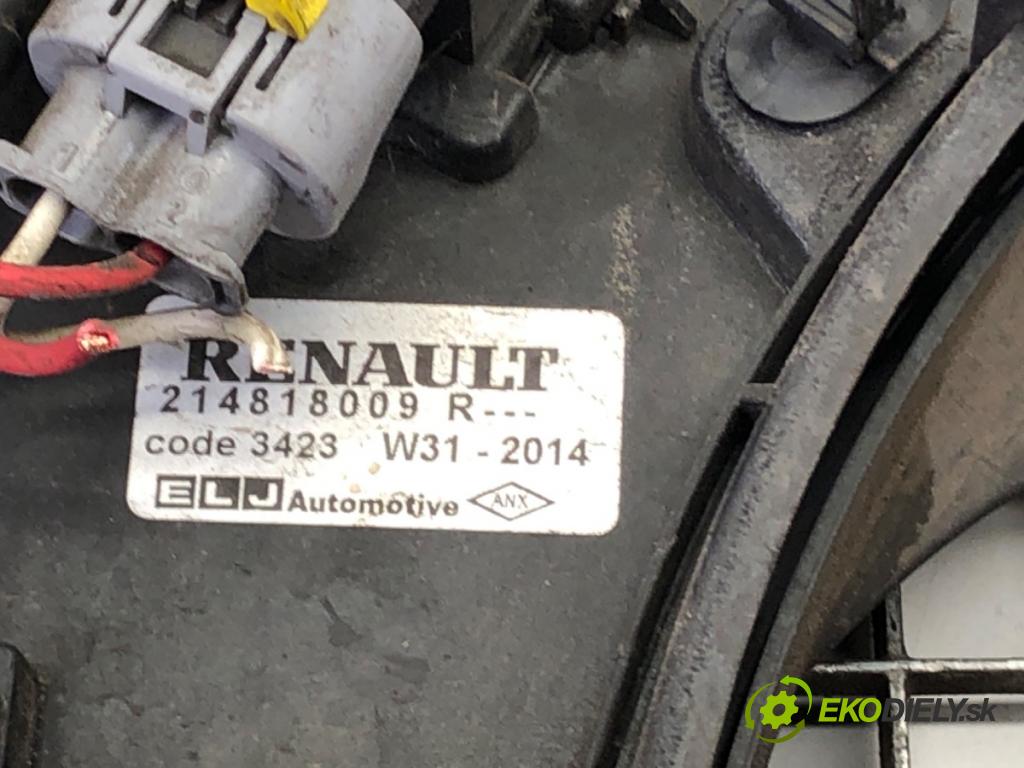 RENAULT
214818009 R---
code 3423 W31 - 2014
ELJ Automotive ANX
EKODIELY.sk